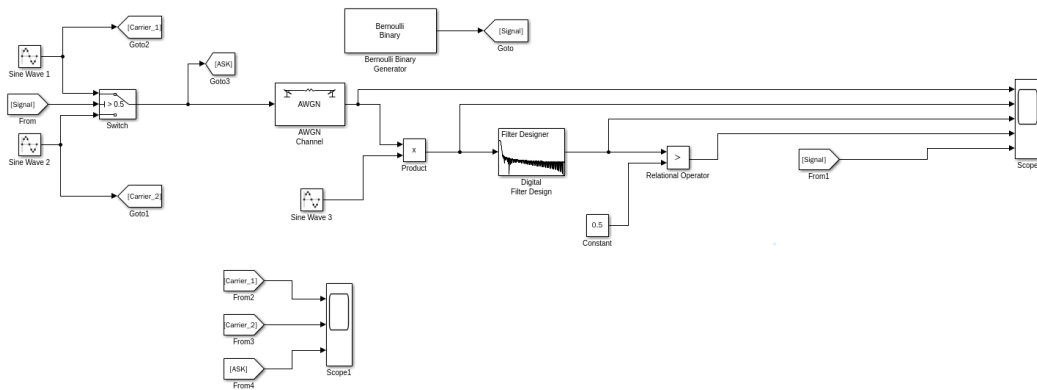 [Carrier_1]
Goto2
Sine Wave 1
[ASK]
Goto3
Bernoulli
Binary
Bernoulli Binary
Generator
[Signal]
Goto
[Signal]
From
> 0.5
Switch
Sine Wave 2
[Carrier_2]
Goto1
AWGN
AWGN
Channel
x
Product
Sine Wave 3
Filter Designer
Digital
Filter Design
>
Relational Operator
0.5
Constant
[Signal]
From1
Scope
[Carrier_1]
From2
[Carrier_2]
From3
[ASK]
From4
Scope1